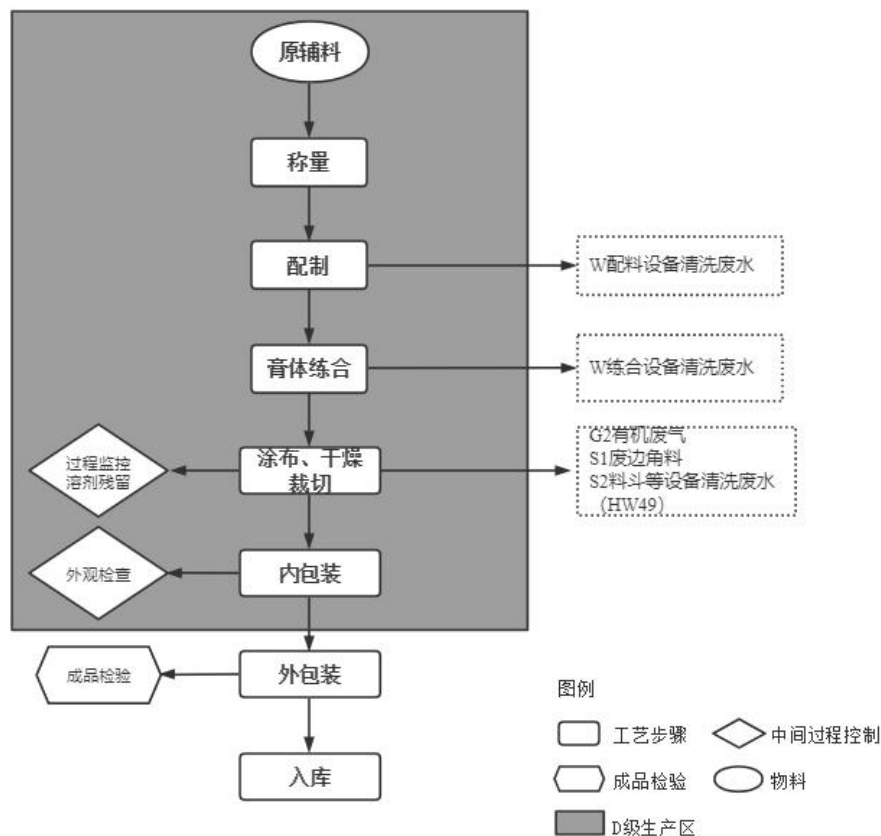 原辅料
称量
配制
W配料设备清洗废水
膏体练合
W练合设备清洗废水
过程监控
溶剂残留
涂布、干燥
裁切
G2有机废气
S1废边角料
S2料斗等设备清洗废水
（HW49）
外观检查
内包装
成品检验
外包装
入库
图例
工艺步骤
中间过程控制
成品检验
物料
D级生产区